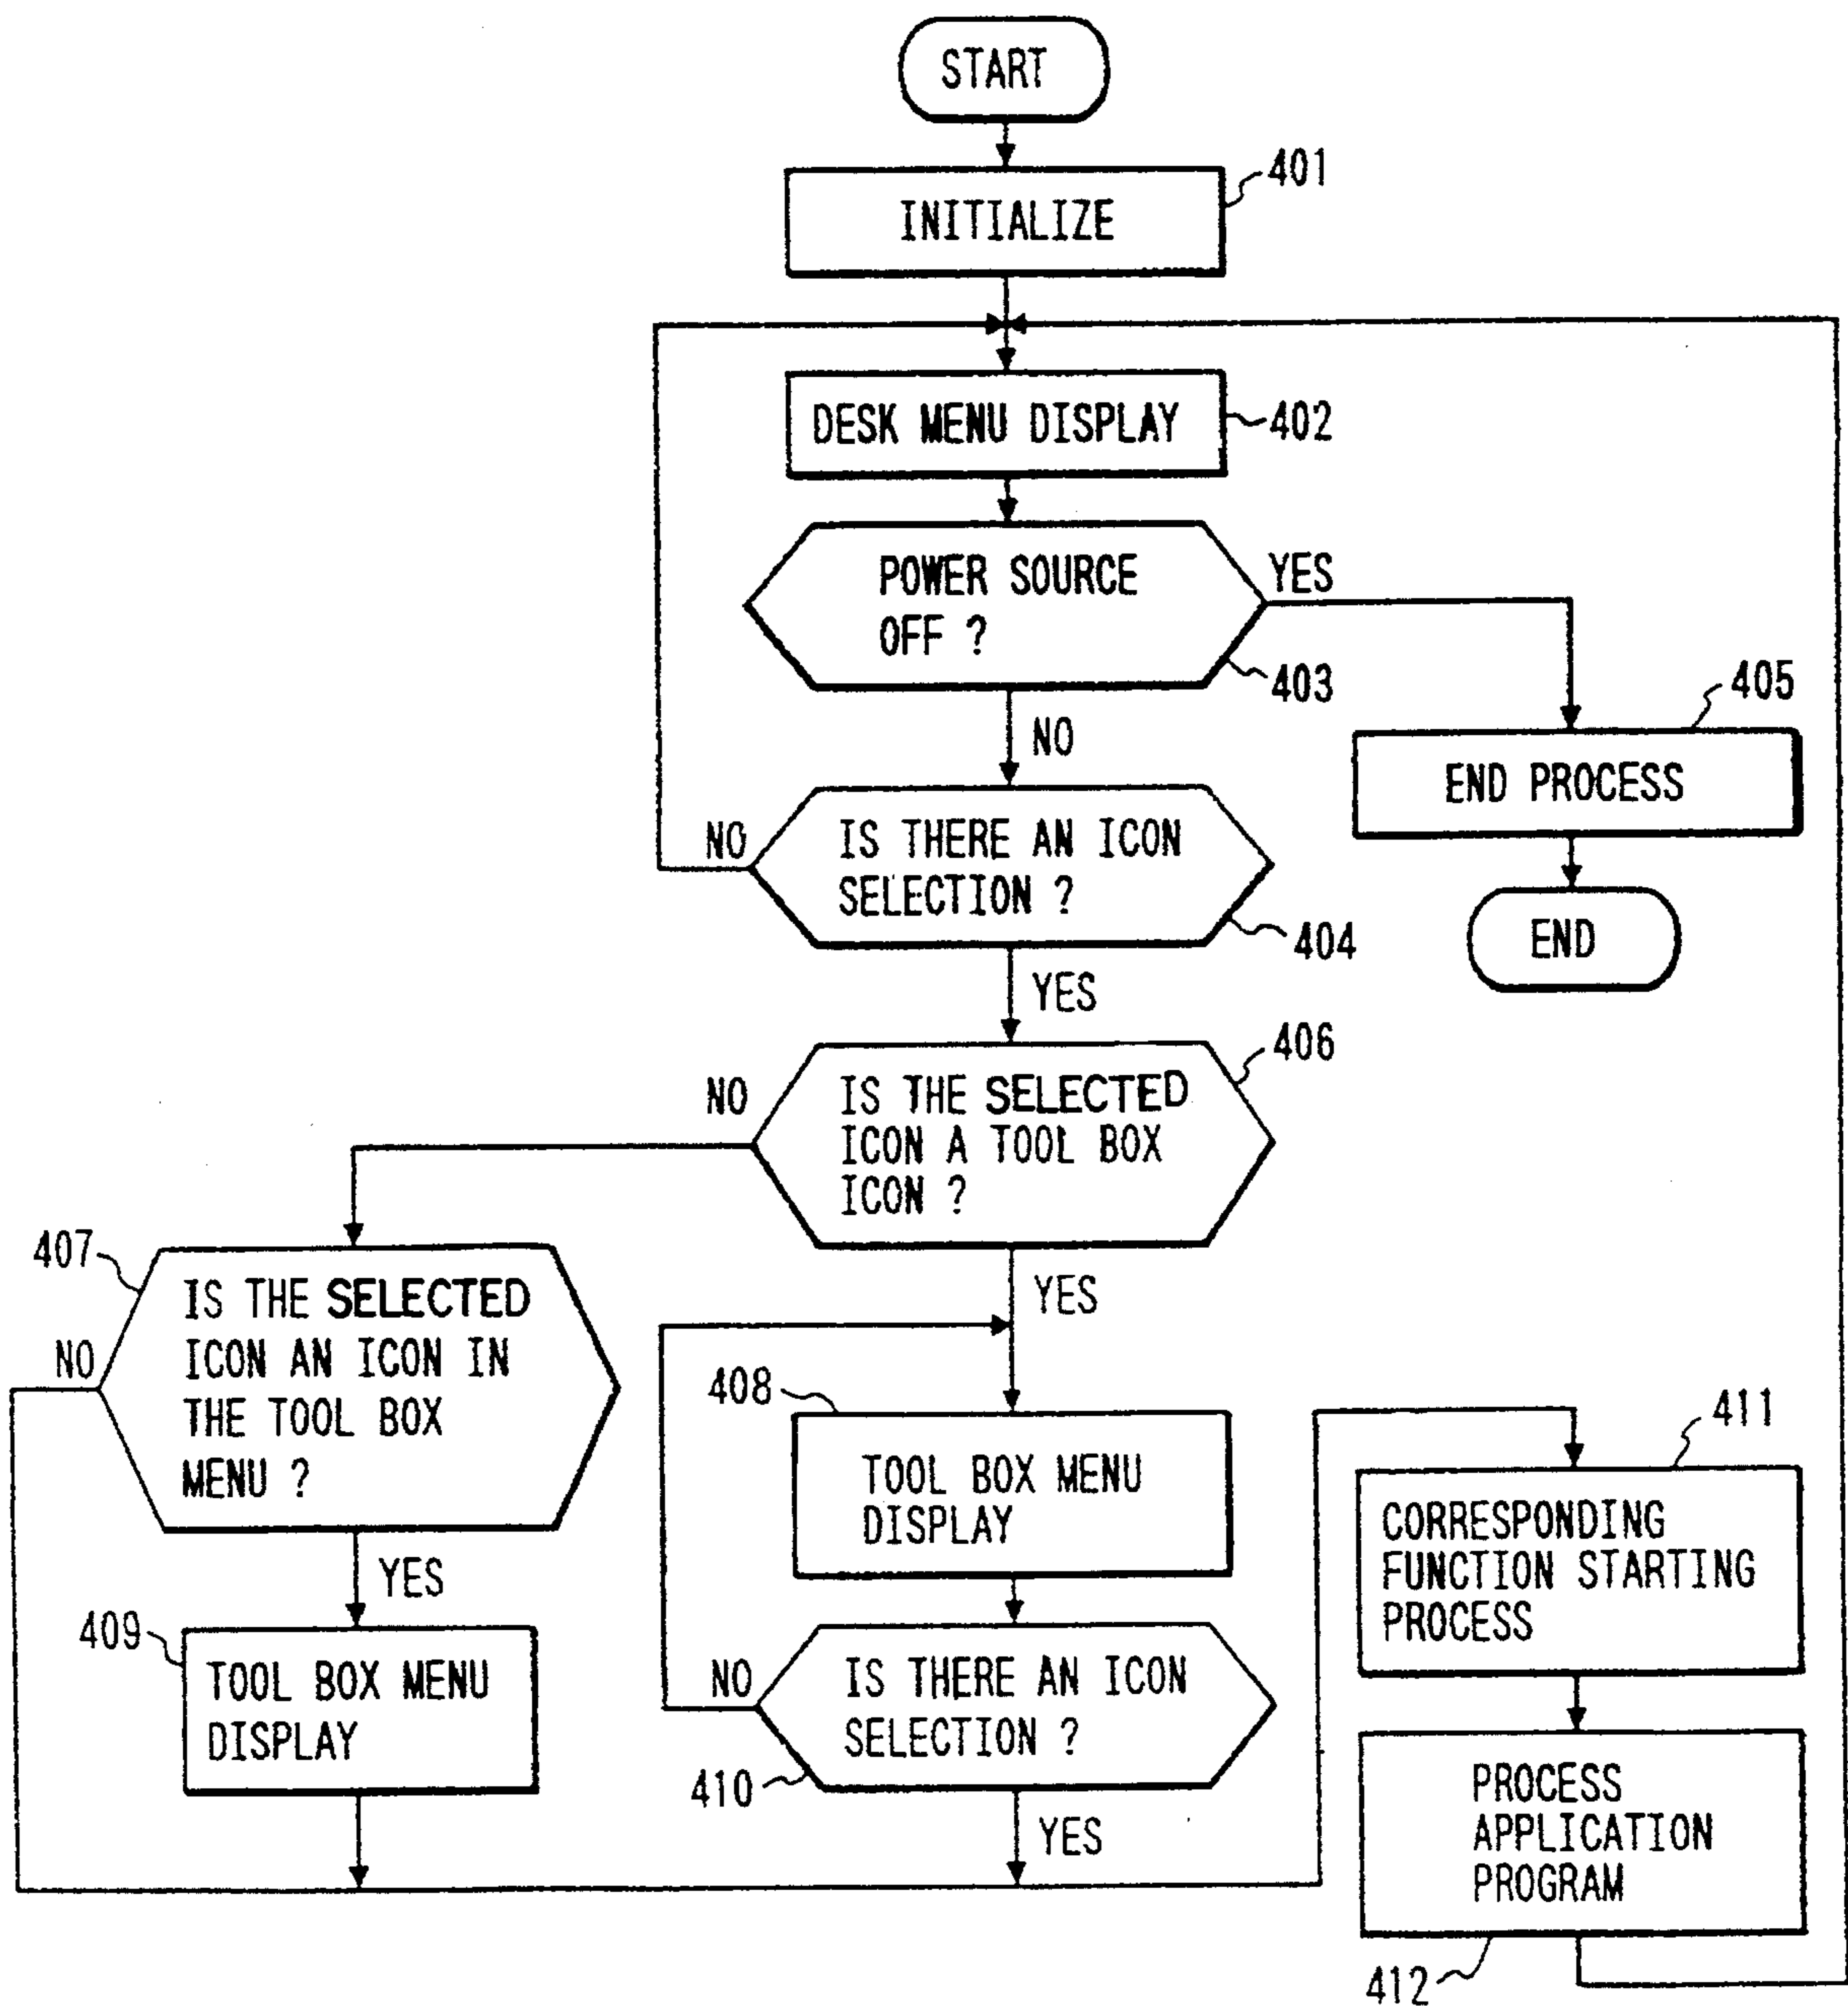 START
401
INITIALIZE
DESK MENU DISPLAY
402
POWER SOURCE
OFF ?
YES
403
NO
405
END PROCESS
END
NO
IS THERE AN ICON
SELECTION ?
404
YES
406
NO
IS THE SELECTED
ICON A TOOL BOX
ICON ?
YES
407
NO
IS THE SELECTED
ICON AN ICON IN
THE TOOL BOX
MENU ?
YES
409
TOOL BOX MENU
DISPLAY
408
TOOL BOX MENU
DISPLAY
NO
IS THERE AN ICON
SELECTION ?
410
YES
411
CORRESPONDING
FUNCTION STARTING
PROCESS
PROCESS
APPLICATION
PROGRAM
412